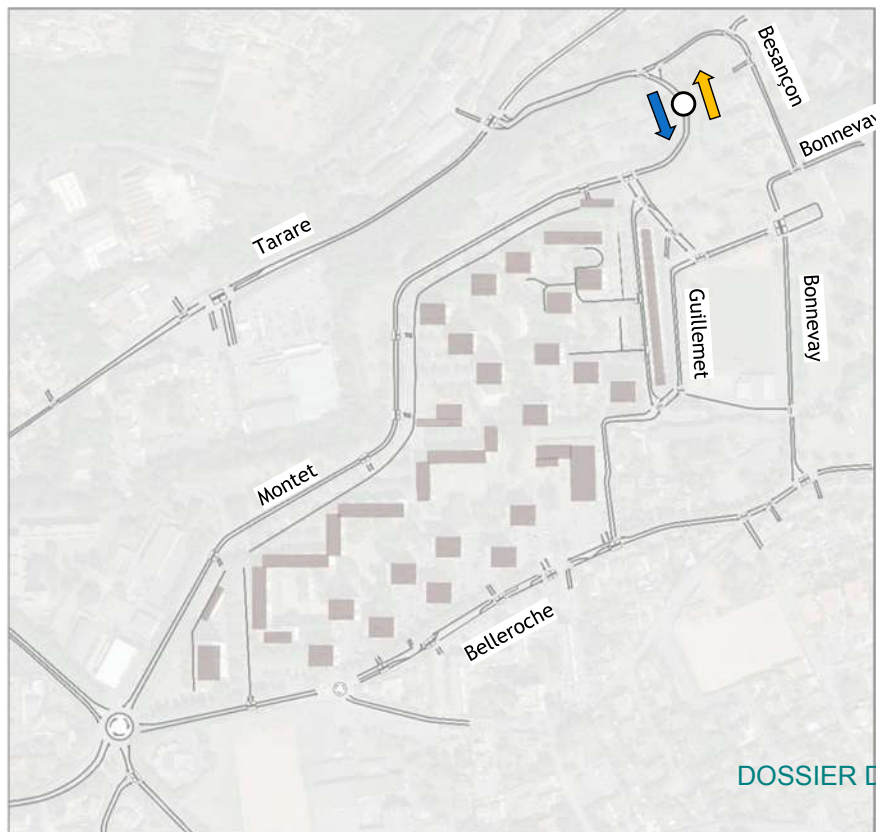 Besançon
Bonnevay
Tarare
Bonnevay
Guillemet
Montet
Belleroche
DOSSIER D